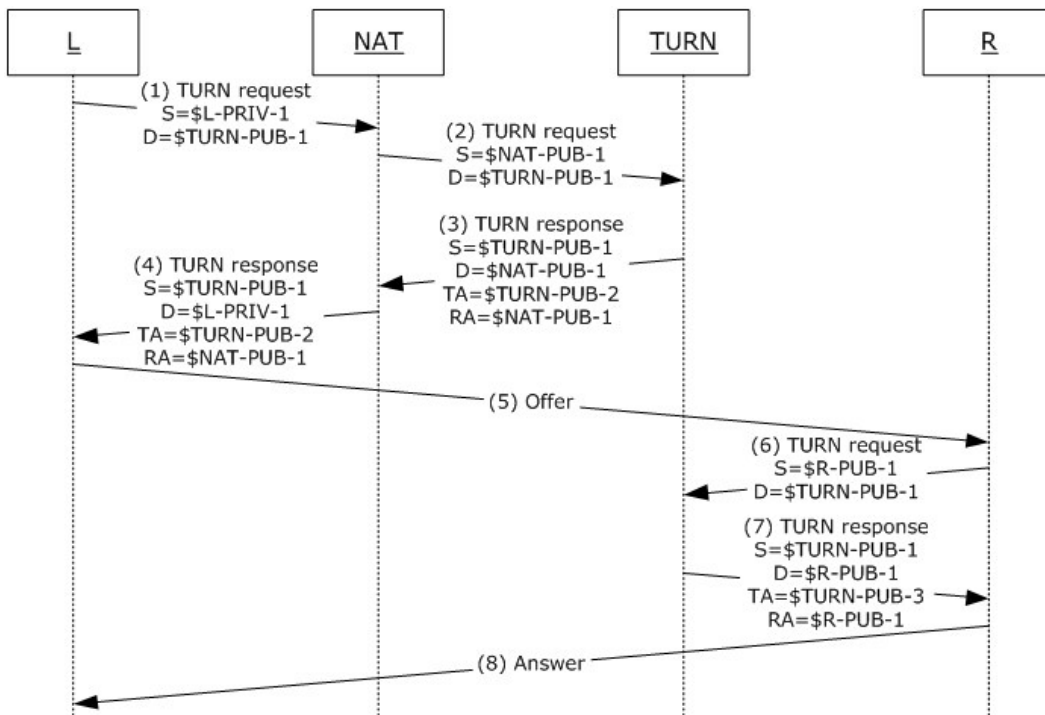 L
NAT
TURN
R
(1) TURN request
S=$L-PRIV-1
D=$TURN-PUB-1
(2) TURN request
S=$NAT-PUB-1
D=$TURN-PUB-1
(3) TURN response
S=$TURN-PUB-1
D=$NAT-PUB-1
TA=$TURN-PUB-2
RA=$NAT-PUB-1
(4) TURN response
S=$TURN-PUB-1
D=$L-PRIV-1
TA=$TURN-PUB-2
RA=$NAT-PUB-1
(5) Offer
(6) TURN request
S=$R-PUB-1
D=$TURN-PUB-1
(7) TURN response
S=$TURN-PUB-1
D=$R-PUB-1
TA=$TURN-PUB-3
RA=$R-PUB-1
(8) Answer